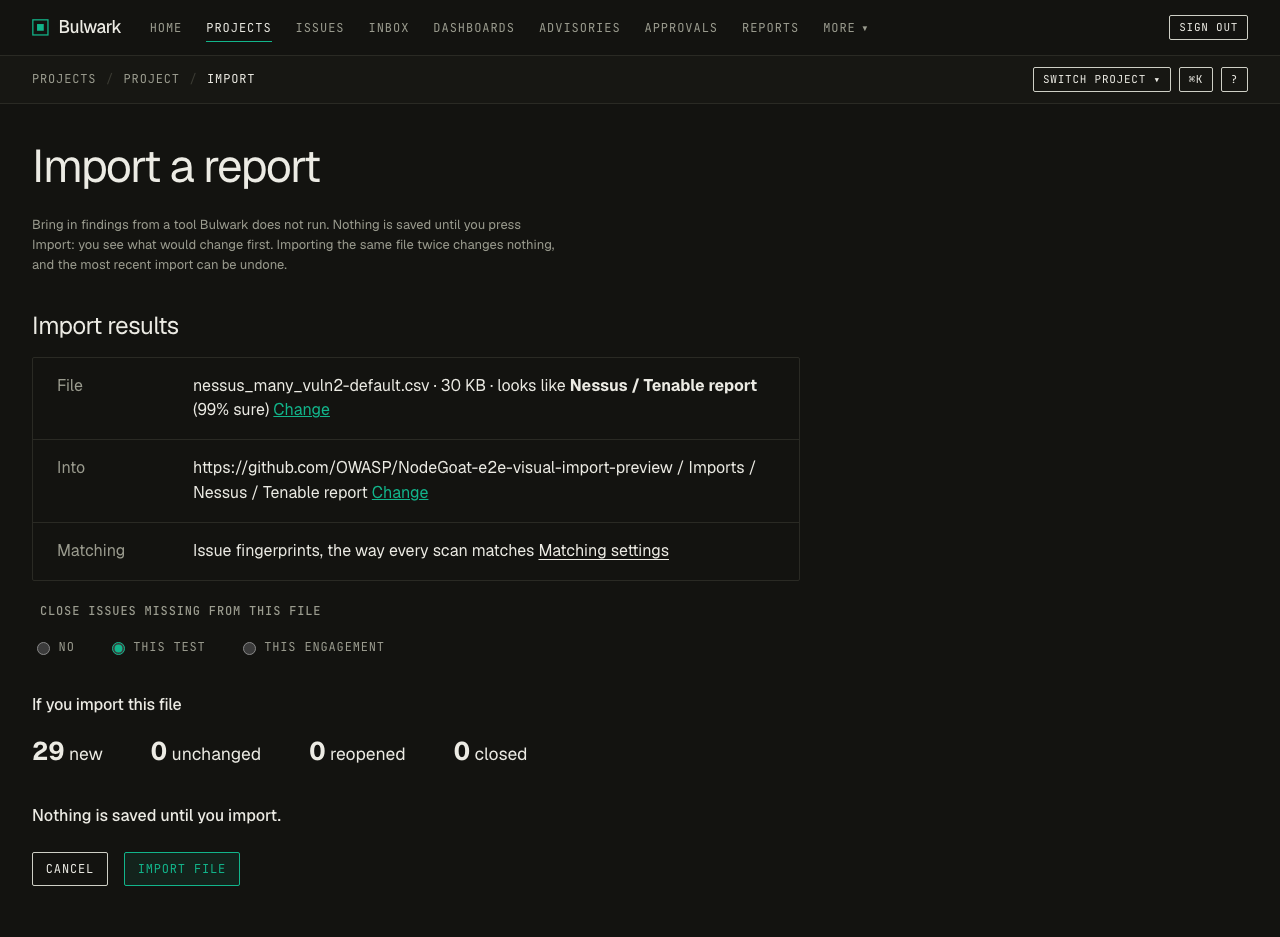 Bulwark HOME PROJECTS ISSUES INBOX DASHBOARDS ADVISORIES APPROVALS REPORTS MORE ▾ SIGN OUT
PROJECTS / PROJECT / IMPORT SWITCH PROJECT ▾ ⌘K ?
Import a report
Bring in findings from a tool Bulwark does not run. Nothing is saved until you press
Import: you see what would change first. Importing the same file twice changes nothing,
and the most recent import can be undone.
Import results
File nessus_many_vuln2-default.csv · 30 KB · looks like Nessus / Tenable report
(99% sure) Change
Into https://github.com/OWASP/NodeGoat-e2e-visual-import-preview / Imports /
Nessus / Tenable report Change
Matching Issue fingerprints, the way every scan matches Matching settings
CLOSE ISSUES MISSING FROM THIS FILE
NO THIS TEST THIS ENGAGEMENT
If you import this file
29 new 0 unchanged 0 reopened 0 closed
Nothing is saved until you import.
CANCEL IMPORT FILE